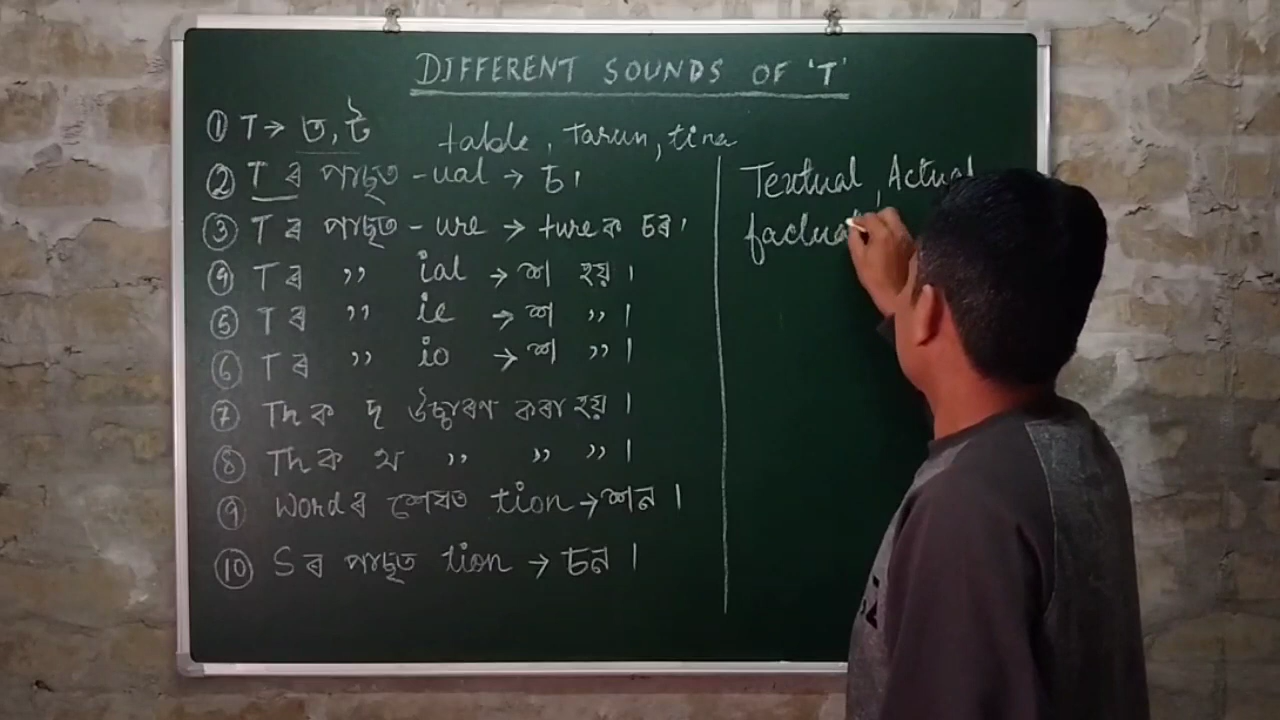 DIFFERENT SOUNDS OF 'T'
① T → ত, ট table, Tarun, tina
② T ৰ পাছত - ual → চ।
③ T ৰ পাছত - ure → tureক চৰ।
④ T ৰ ,, ial → শ হয়।
⑤ T ৰ ,, ie → শ ,, ।
⑥ T ৰ ,, io → শ ,, ।
⑦ Th ক দ উচ্চাৰণ কৰা হয়।
⑧ Th ক থ ,, ,, ,, ।
⑨ Word ৰ শেষত tion → শন।
⑩ S ৰ পাছত tion → চন।
Textual, Actual
factua